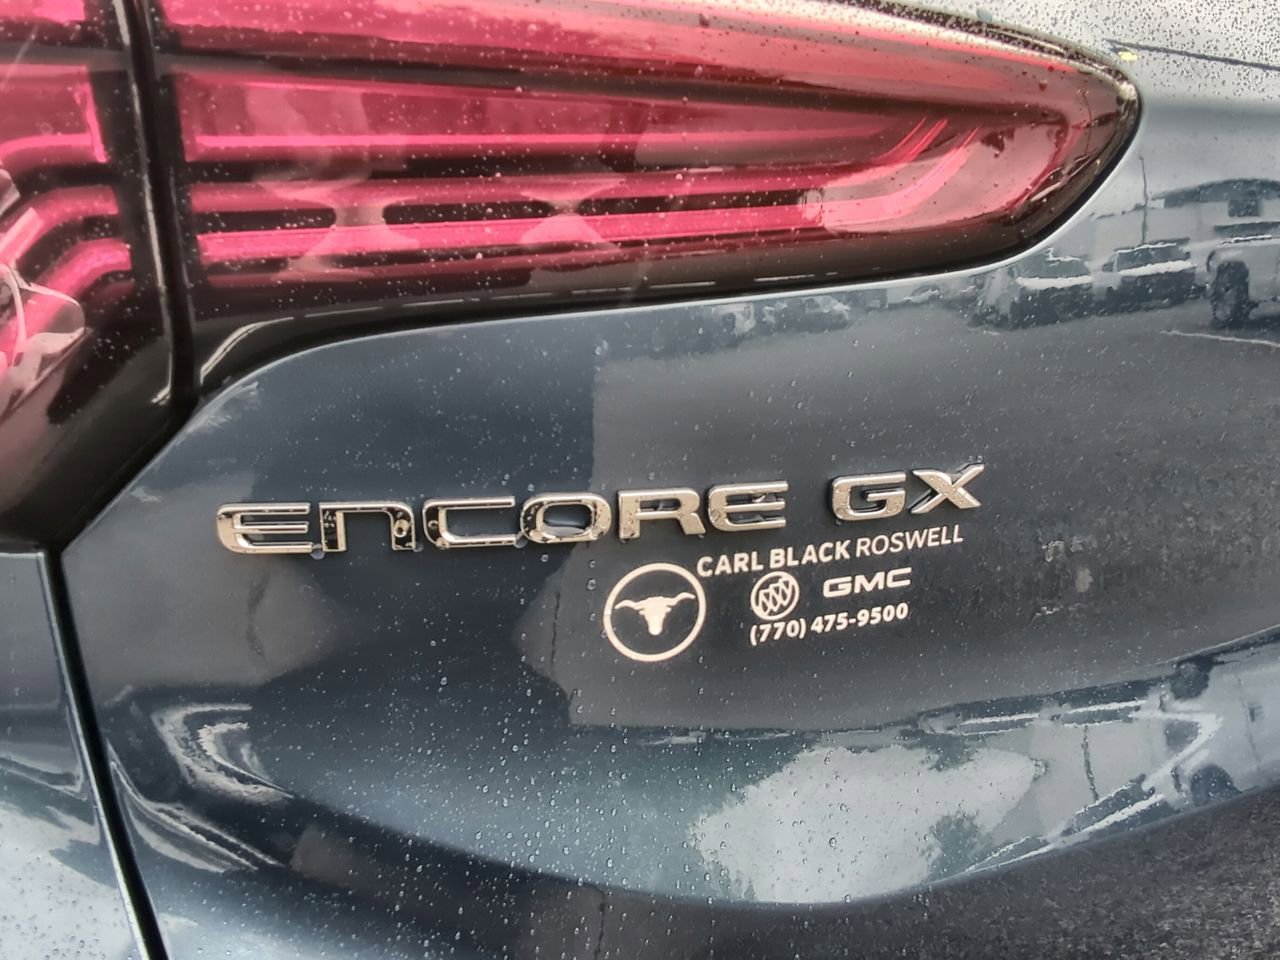 ENCORE GX
CARL BLACK ROSWELL
GMC
(770) 475-9500